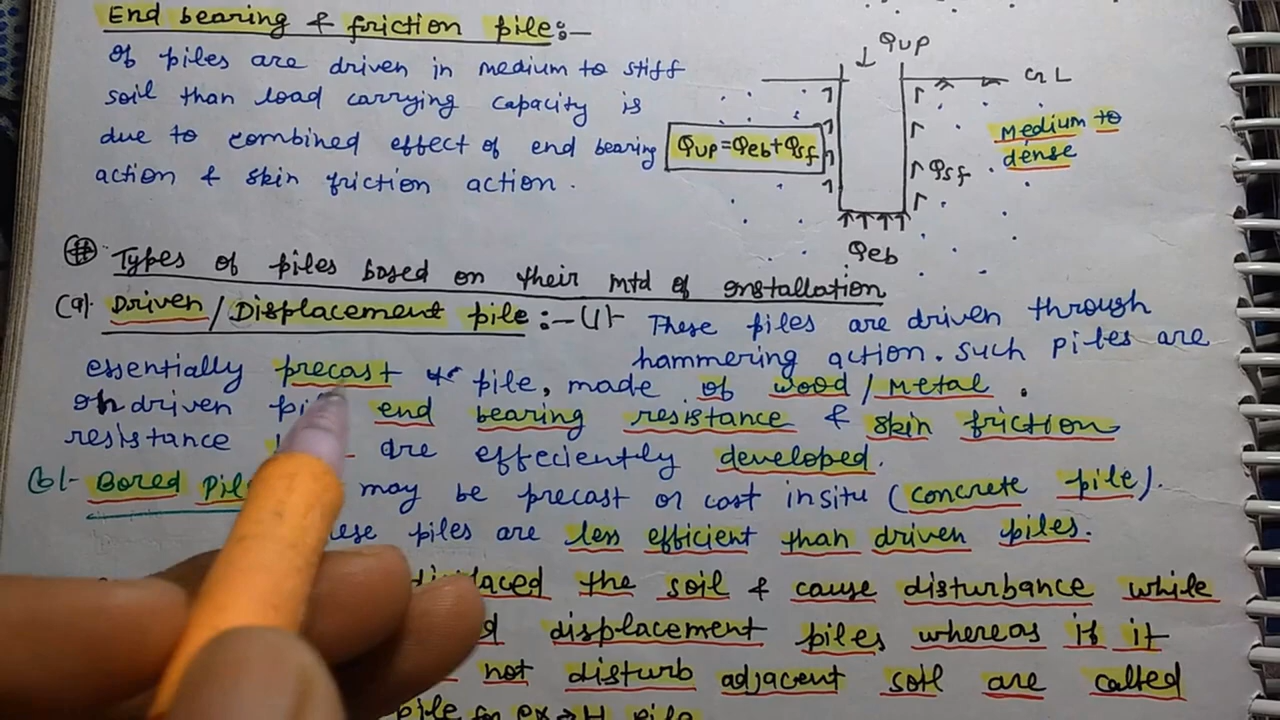 End bearing & friction pile:-
Qup
If piles are driven in medium to stiff
G L
soil than load carrying capacity is
Medium to
due to combined effect of end bearing
Qup = Qeb + Qsf
dense
action & skin friction action.
Qsf
Qeb
# Types of piles based on their mtd of installation
(a). Driven / Displacement pile :- (1)- These piles are driven through
hammering action. Such piles are
essentially precast pile, made of wood / Metal.
driven end bearing resistance & skin friction
resistance are effeciently developed.
(b)- Bored may be precast or cast insitu (concrete pile).
piles are less efficient than driven piles.
the soil & cause disturbance while
displacement piles whereas if it
not disturb adjacent soil are called
pile for ex → H pile